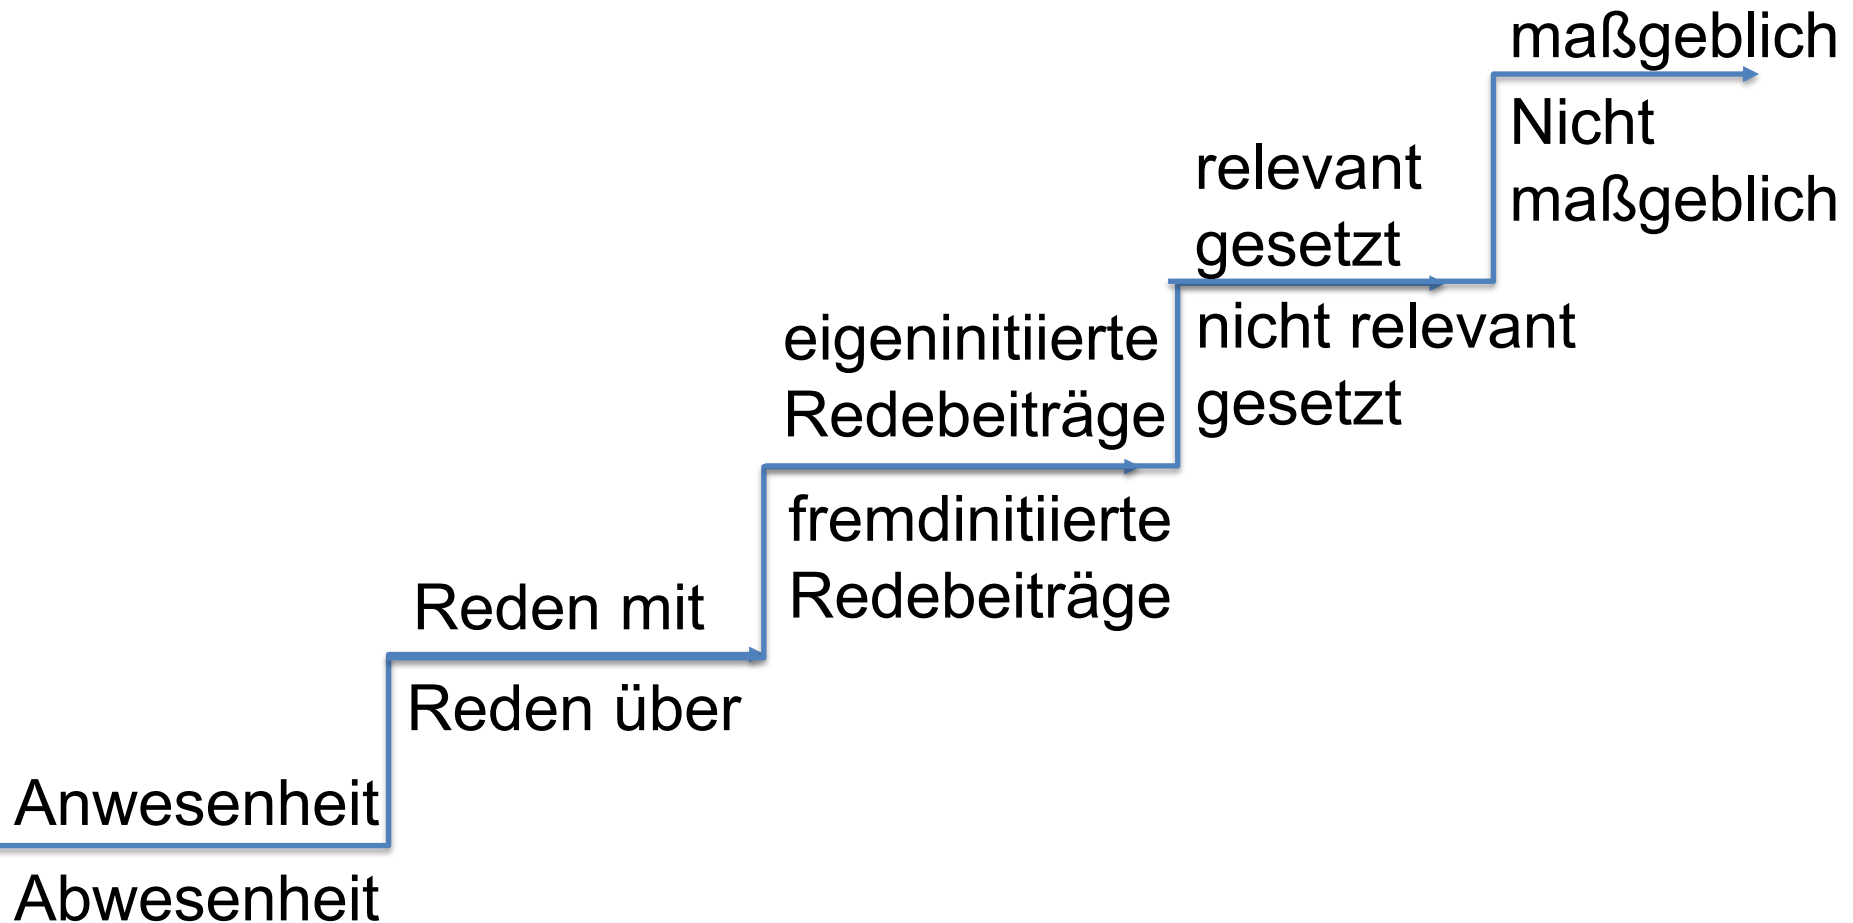 maßgeblich
Nicht
maßgeblich
relevant
gesetzt
nicht relevant
gesetzt
eigeninitiierte
Redebeiträge
fremdinitiierte
Redebeiträge
Reden mit
Reden über
Anwesenheit
Abwesenheit